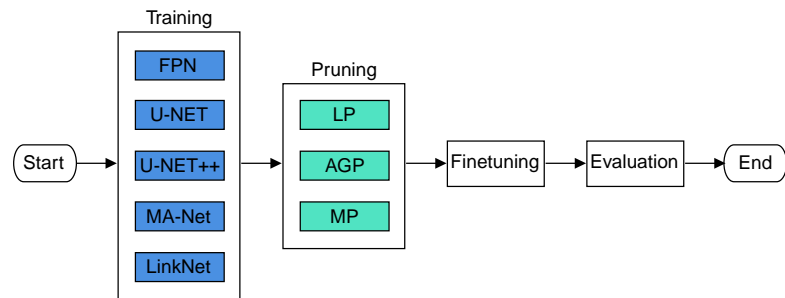 Training
FPN
U-NET
U-NET++
MA-Net
LinkNet
Pruning
LP
AGP
MP
Start
Finetuning
Evaluation
End